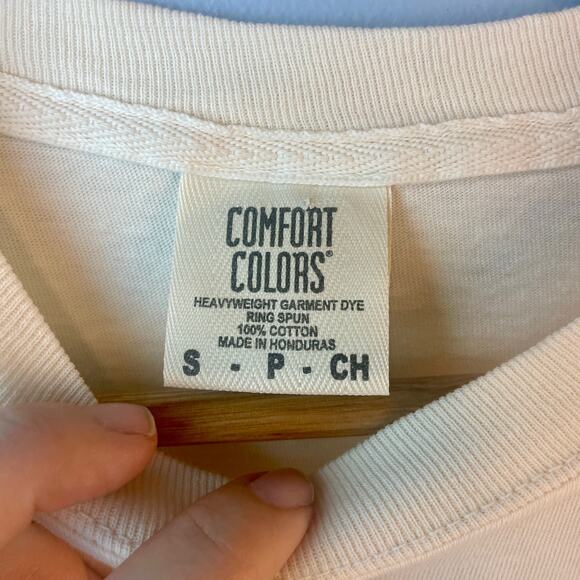 COMFORT
COLORS®
HEAVYWEIGHT GARMENT DYE
RING SPUN
100% COTTON
MADE IN HONDURAS
S - P - CH